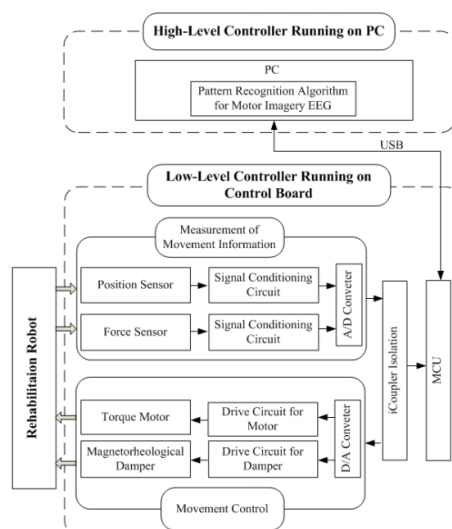 High-Level Controller Running on PC
PC
Pattern Recognition Algorithm
for Motor Imagery EEG
USB
Low-Level Controller Running on
Control Board
Measurement of
Movement Information
Position Sensor
Signal Conditioning
Circuit
Force Sensor
Signal Conditioning
Circuit
A/D Conveter
iCoupler Isolation
MCU
Rehabilitaion Robot
Torque Motor
Drive Circuit for
Motor
Magnetorheological
Damper
Drive Circuit for
Damper
D/A Conveter
Movement Control